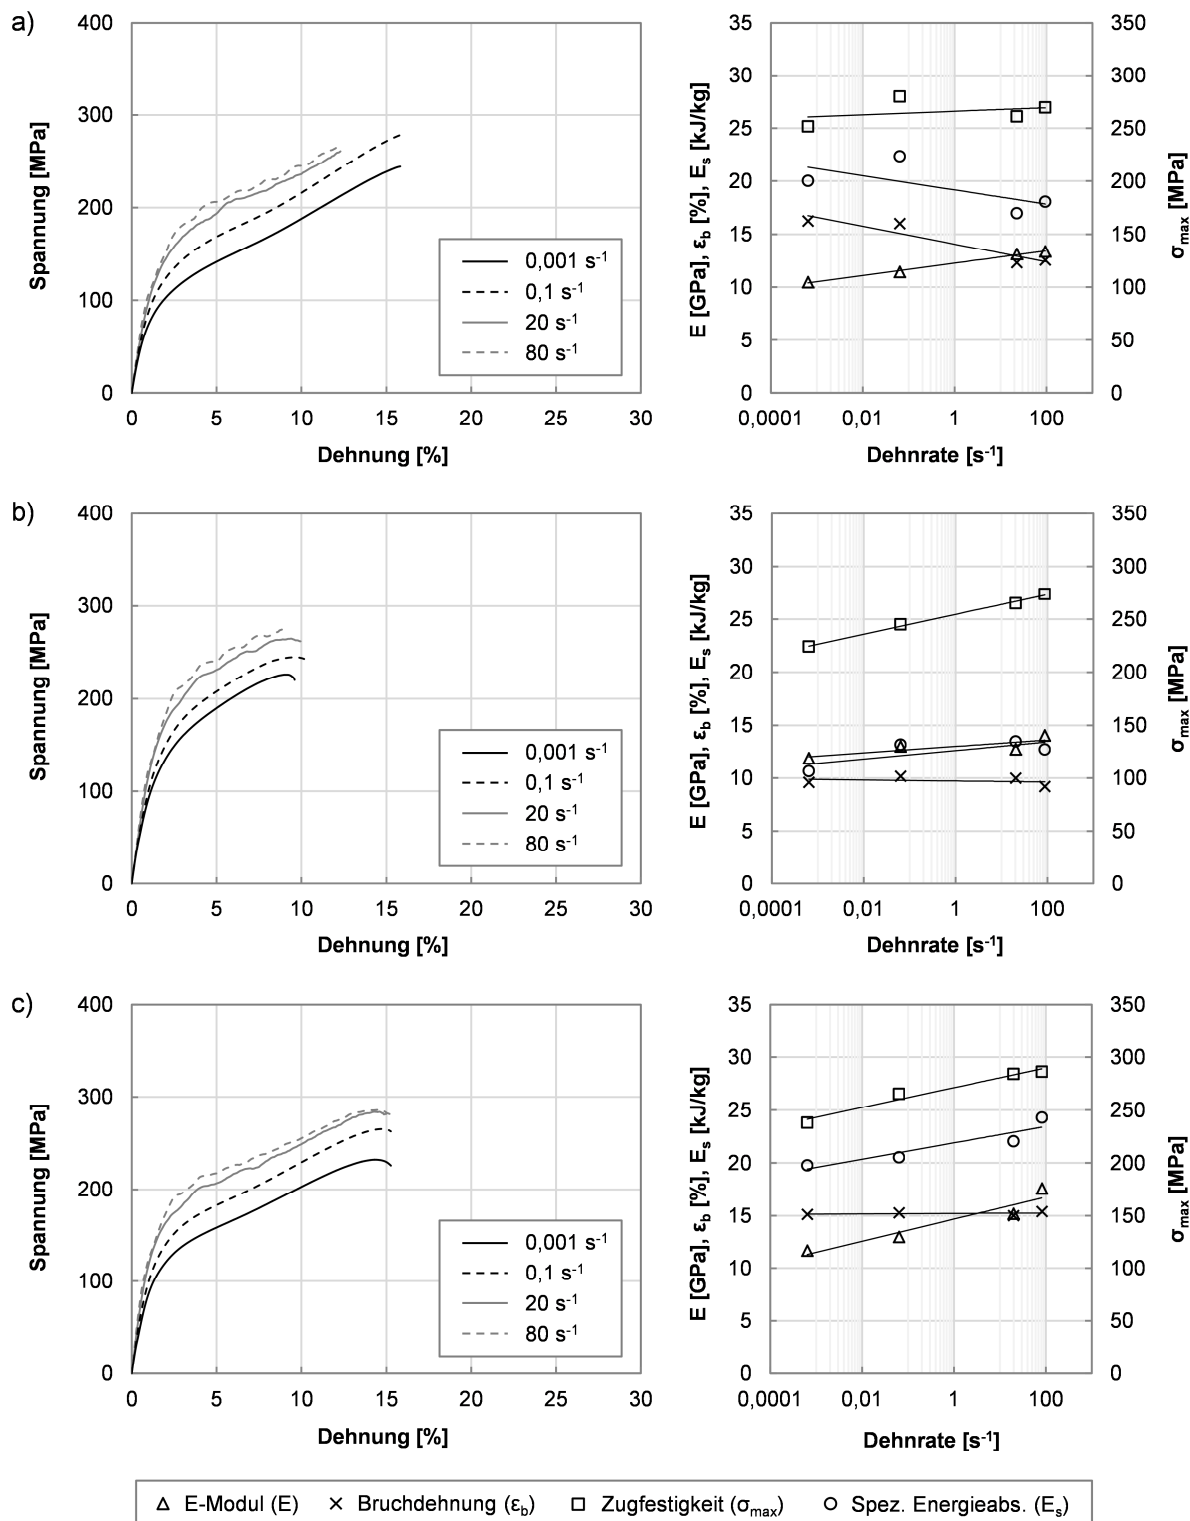 a)
400
300
200
100
0
Spannung [MPa]
0,001 s⁻¹
0,1 s⁻¹
20 s⁻¹
80 s⁻¹
0 5 10 15 20 25 30
Dehnung [%]
35
30
25
20
15
10
5
0
E [GPa], εb [%], Es [kJ/kg]
350
300
250
200
150
100
50
0
σmax [MPa]
0,0001 0,01 1 100
Dehnrate [s⁻¹]
b)
400
300
200
100
0
Spannung [MPa]
0,001 s⁻¹
0,1 s⁻¹
20 s⁻¹
80 s⁻¹
0 5 10 15 20 25 30
Dehnung [%]
35
30
25
20
15
10
5
0
E [GPa], εb [%], Es [kJ/kg]
350
300
250
200
150
100
50
0
σmax [MPa]
0,0001 0,01 1 100
Dehnrate [s⁻¹]
c)
400
300
200
100
0
Spannung [MPa]
0,001 s⁻¹
0,1 s⁻¹
20 s⁻¹
80 s⁻¹
0 5 10 15 20 25 30
Dehnung [%]
35
30
25
20
15
10
5
0
E [GPa], εb [%], Es [kJ/kg]
350
300
250
200
150
100
50
0
σmax [MPa]
0,0001 0,01 1 100
Dehnrate [s⁻¹]
E-Modul (E) Bruchdehnung (εb) Zugfestigkeit (σmax) Spez. Energieabs. (Es)